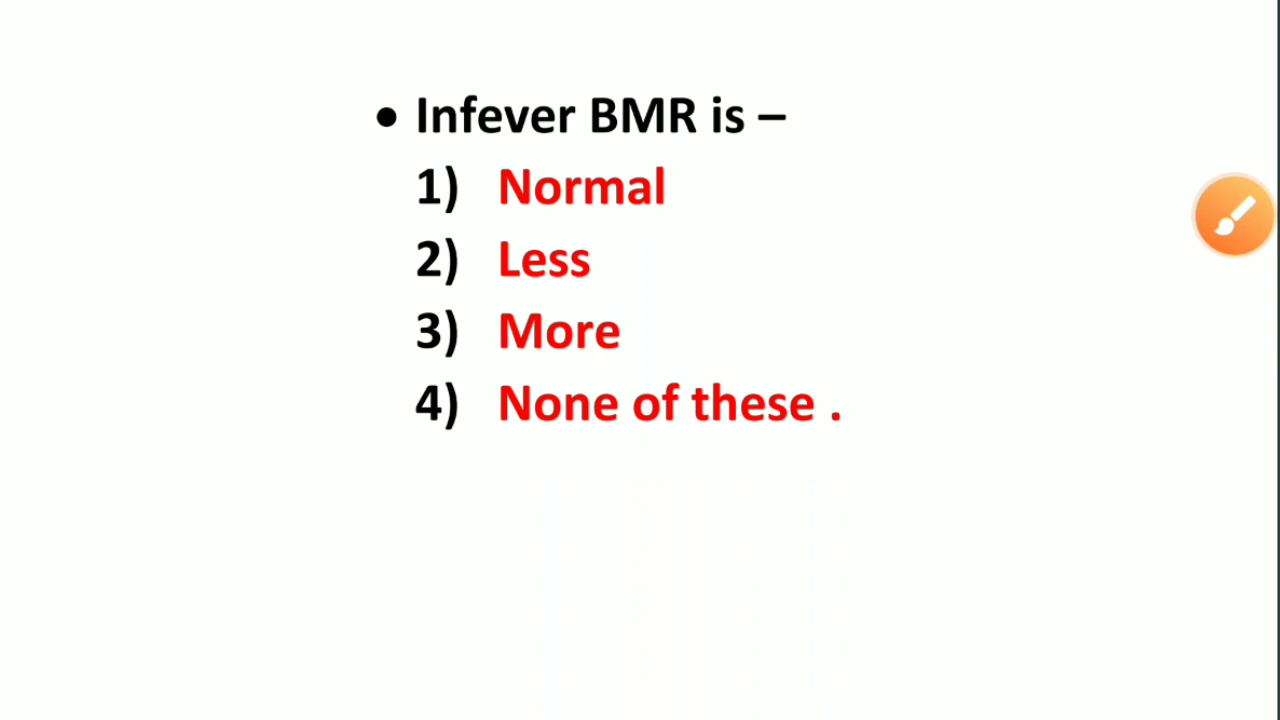 • Infever BMR is –
1) Normal
2) Less
3) More
4) None of these .